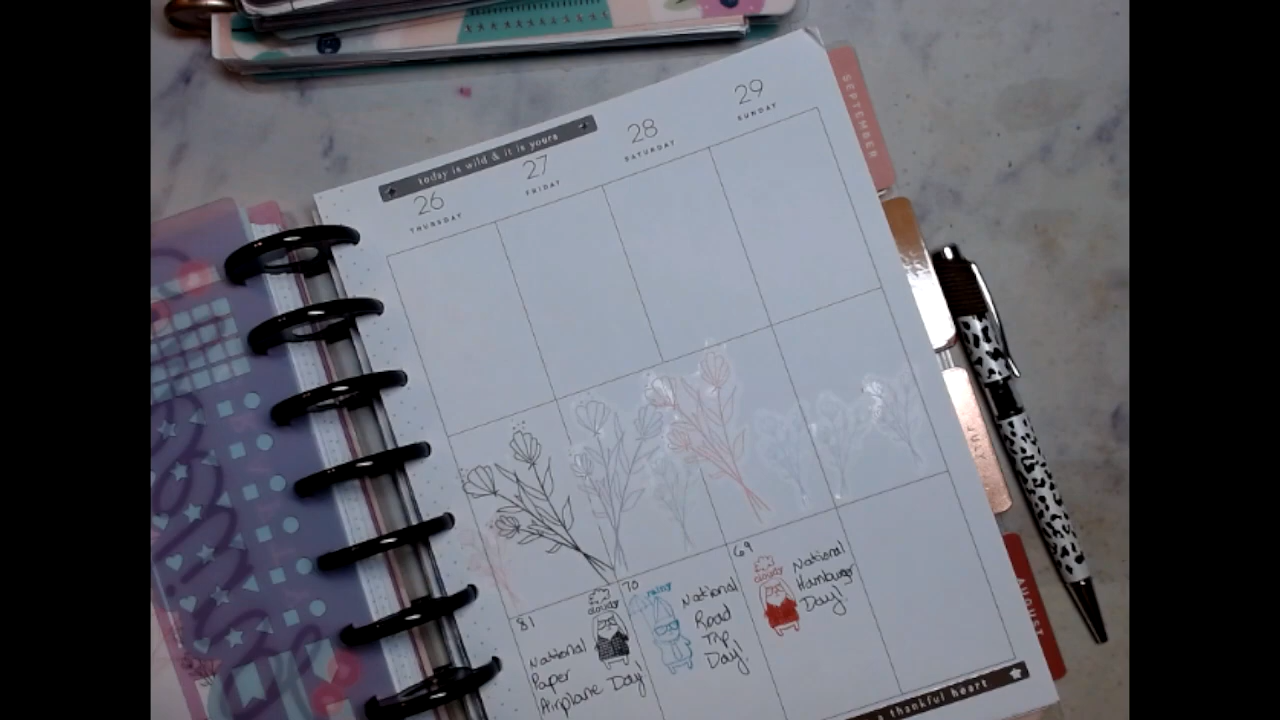 today is wild & it is yours
26
THURSDAY
27
FRIDAY
28
SATURDAY
29
SUNDAY
SEPTEMBER
JULY
AUGUST
81
cloudy
National
Paper
Airplane Day!
70
rainy
National
Road
Trip
Day!
69
cloudy
National
Hamburger
Day!
a thankful heart